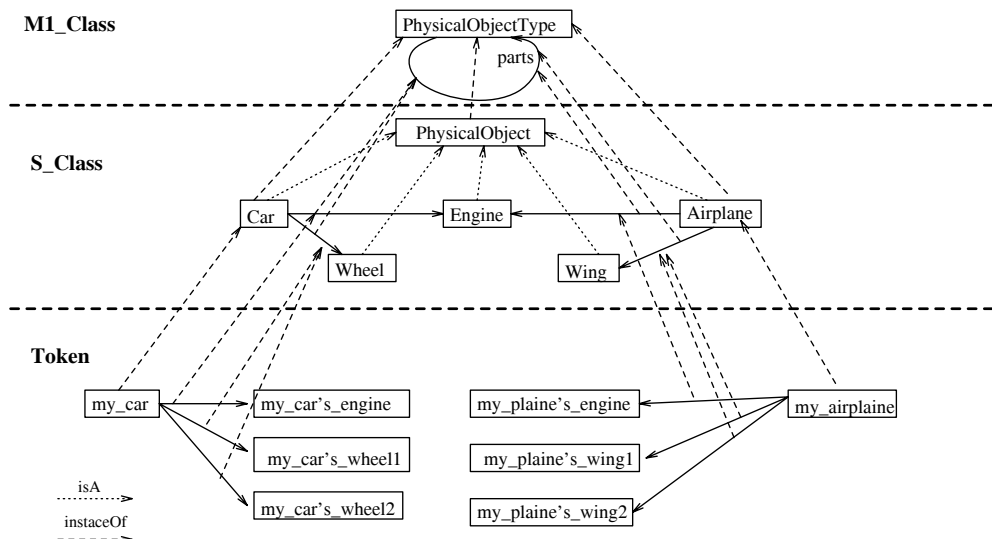 M1_Class
PhysicalObjectType
parts
S_Class
PhysicalObject
Car
Engine
Airplane
Wheel
Wing
Token
my_car
my_car's_engine
my_plaine's_engine
my_airplaine
my_car's_wheel1
my_plaine's_wing1
my_car's_wheel2
my_plaine's_wing2
isA
instaceOf